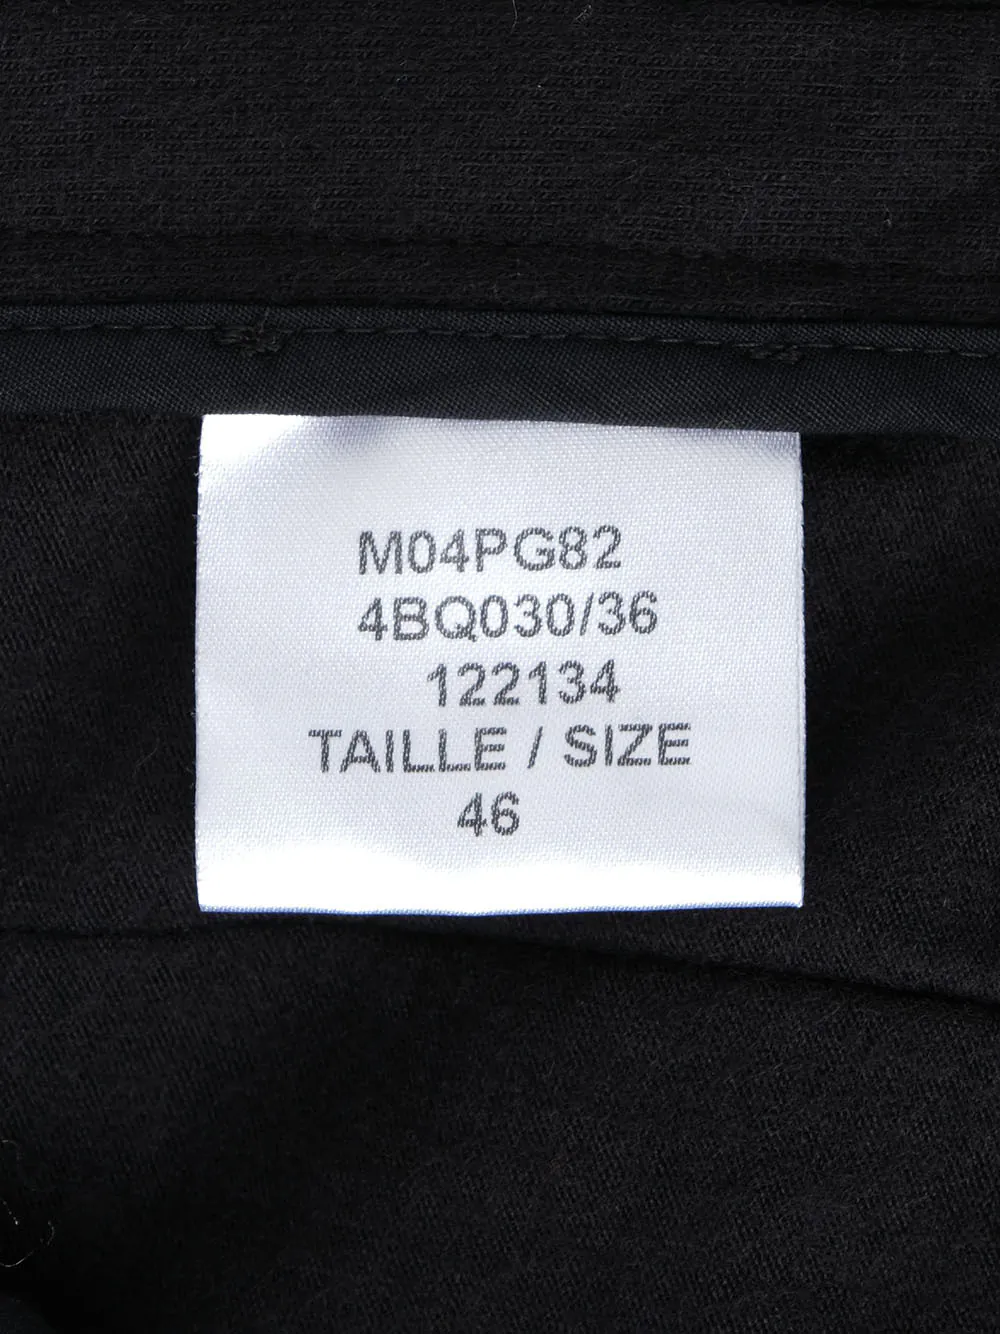 M04PG82
4BQ030/36
122134
TAILLE / SIZE
46